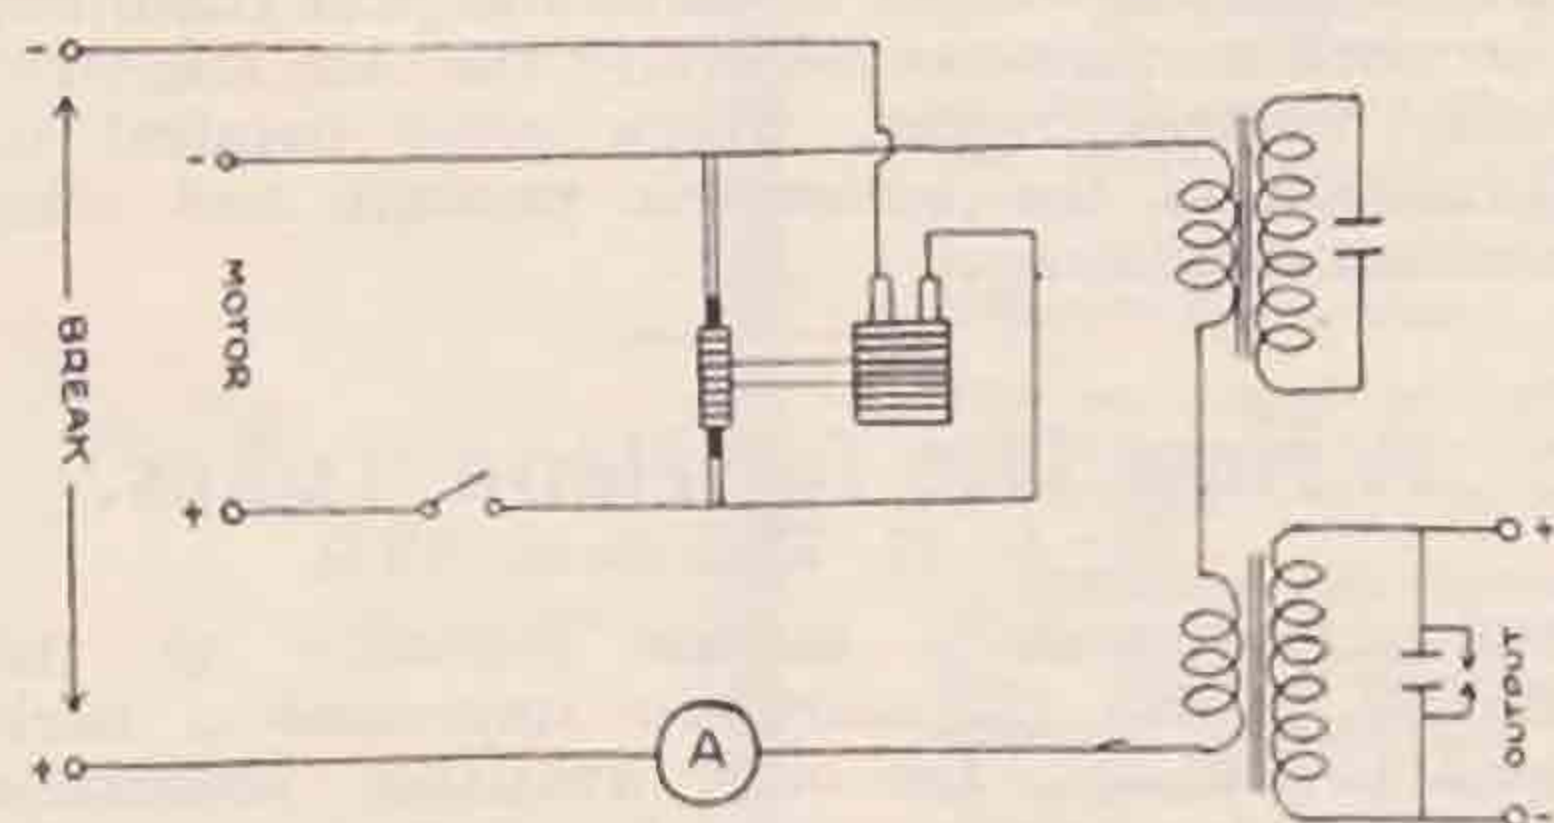 -
-
BREAK
MOTOR
+
+
A
+
OUTPUT
-